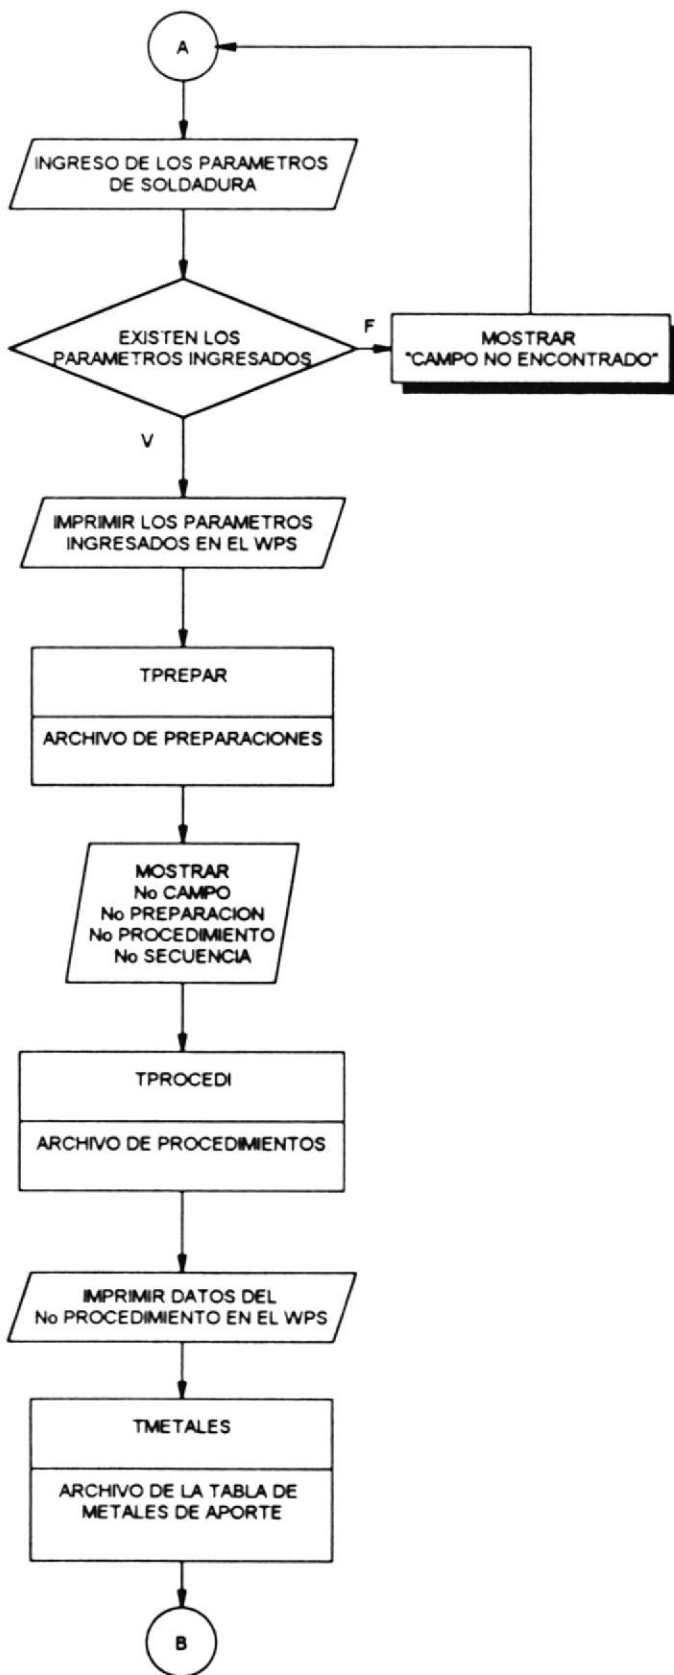 A
INGRESO DE LOS PARAMETROS
DE SOLDADURA
EXISTEN LOS
PARAMETROS INGRESADOS
F
MOSTRAR
"CAMPO NO ENCONTRADO"
V
IMPRIMIR LOS PARAMETROS
INGRESADOS EN EL WPS
TPREPAR
ARCHIVO DE PREPARACIONES
MOSTRAR
No CAMPO
No PREPARACION
No PROCEDIMIENTO
No SECUENCIA
TPROCEDI
ARCHIVO DE PROCEDIMIENTOS
IMPRIMIR DATOS DEL
No PROCEDIMIENTO EN EL WPS
TMETALES
ARCHIVO DE LA TABLA DE
METALES DE APORTE
B